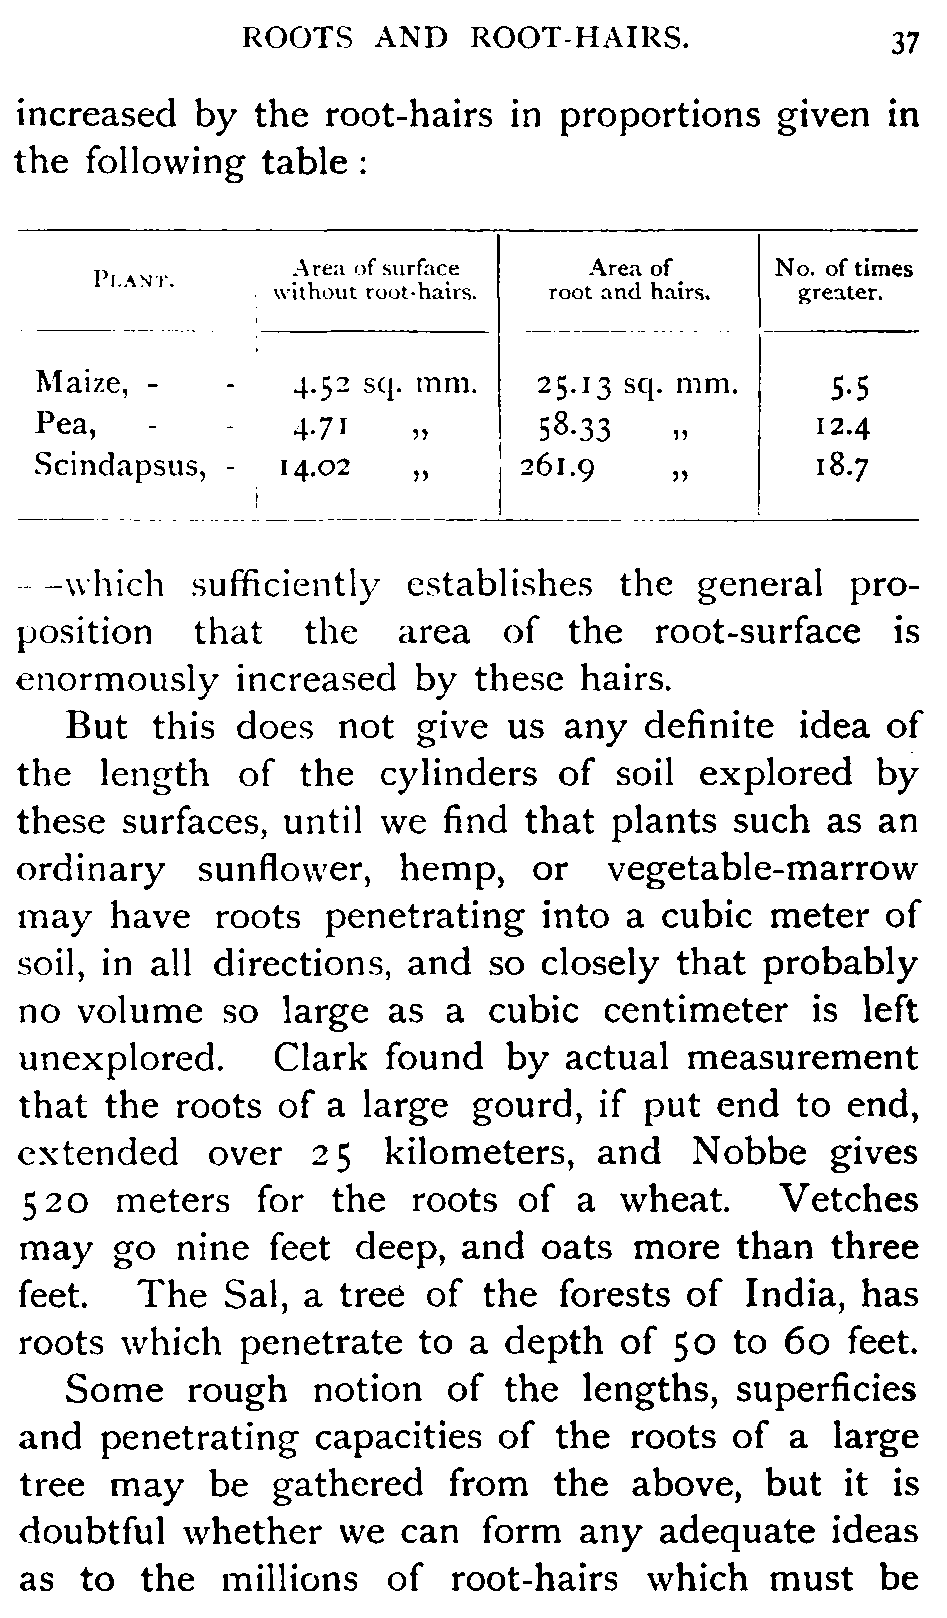 ROOTS AND ROOT-HAIRS. 37
increased by the root-hairs in proportions given in
the following table :
PLANT. Area of surface without root-hairs. Area of root and hairs. No. of times greater.
Maize, - - 4.52 sq. mm. 25.13 sq. mm. 5.5
Pea, - - 4.71 „ 58.33 „ 12.4
Scindapsus, - 14.02 „ 261.9 „ 18.7
—which sufficiently establishes the general pro-
position that the area of the root-surface is
enormously increased by these hairs.
But this does not give us any definite idea of
the length of the cylinders of soil explored by
these surfaces, until we find that plants such as an
ordinary sunflower, hemp, or vegetable-marrow
may have roots penetrating into a cubic meter of
soil, in all directions, and so closely that probably
no volume so large as a cubic centimeter is left
unexplored. Clark found by actual measurement
that the roots of a large gourd, if put end to end,
extended over 25 kilometers, and Nobbe gives
520 meters for the roots of a wheat. Vetches
may go nine feet deep, and oats more than three
feet. The Sal, a tree of the forests of India, has
roots which penetrate to a depth of 50 to 60 feet.
Some rough notion of the lengths, superficies
and penetrating capacities of the roots of a large
tree may be gathered from the above, but it is
doubtful whether we can form any adequate ideas
as to the millions of root-hairs which must be